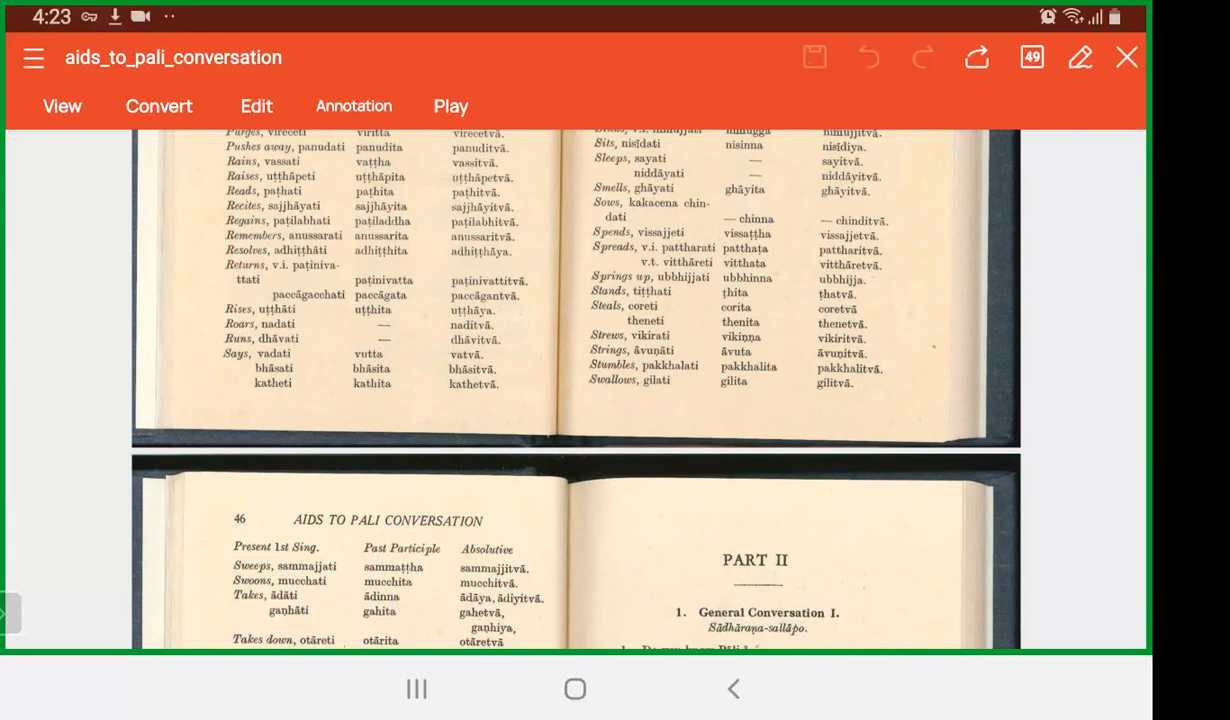 4:23
aids_to_pali_conversation
49
View Convert Edit Annotation Play
Purges, vireceti viritta virecetvā.
Pushes away, panudati panudita panuditvā.
Rains, vassati vaṭṭha vassitvā.
Raises, uṭṭhāpeti uṭṭhāpita uṭṭhāpetvā.
Reads, paṭhati paṭhita paṭhitvā.
Recites, sajjhāyati sajjhāyita sajjhāyitvā.
Regains, paṭilabhati paṭiladdha paṭilabhitvā.
Remembers, anussarati anussarita anussaritvā.
Resolves, adhiṭṭhāti adhiṭṭhita adhiṭṭhāya.
Returns, v.i. paṭiniva-
ttati paṭinivatta paṭinivattitvā.
paccāgacchati paccāgata paccāgantvā.
Rises, uṭṭhāti uṭṭhita uṭṭhāya.
Roars, nadati — naditvā.
Runs, dhāvati — dhāvitvā.
Says, vadati vutta vatvā.
bhāsati bhāsita bhāsitvā.
katheti kathita kathetvā.
nimujjitvā.
Sits, nisīdati nisinna nisīdiya.
Sleeps, sayati — sayitvā.
niddāyati — niddāyitvā.
Smells, ghāyati ghāyita ghāyitvā.
Sows, kakacena chin-
dati — chinna — chinditvā.
Spends, vissajjeti vissaṭṭha vissajjetvā.
Spreads, v.i. pattharati patthaṭa pattharitvā.
v.t. vitthāreti vitthata vitthāretvā.
Springs up, ubbhijjati ubbhinna ubbhijja.
Stands, tiṭṭhati ṭhita ṭhatvā.
Steals, coreti corita coretvā
theneti thenita thenetvā.
Strews, vikirati vikiṇṇa vikiritvā.
Strings, āvuṇāti āvuta āvuṇitvā.
Stumbles, pakkhalati pakkhalita pakkhalitvā.
Swallows, gilati gilita gilitvā.
46 AIDS TO PALI CONVERSATION
Present 1st Sing. Past Participle Absolutive
Sweeps, sammajjati sammaṭṭha sammajjitvā.
Swoons, mucchati mucchita mucchitvā.
Takes, ādāti ādinna ādāya, ādiyitvā.
gaṇhāti gahita gahetvā,
gaṇhiya,
Takes down, otāreti otārita otāretvā
PART II
1. General Conversation I.
Sādhāraṇa-sallāpo.